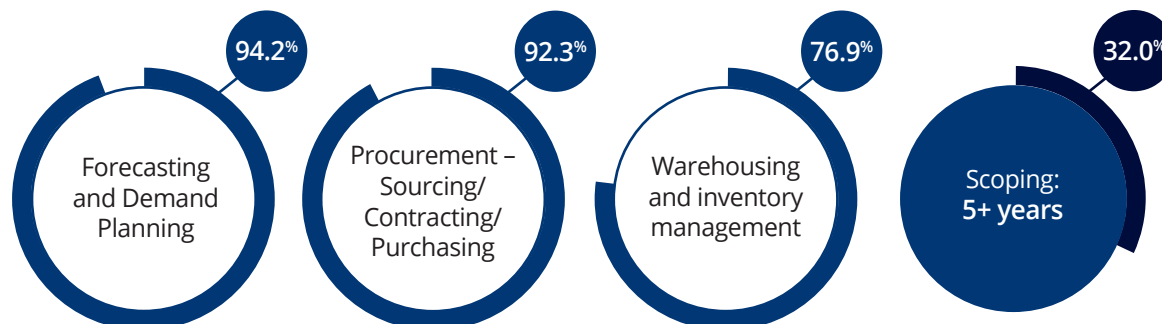 94.2%
Forecasting
and Demand
Planning
92.3%
Procurement –
Sourcing/
Contracting/
Purchasing
76.9%
Warehousing
and inventory
management
32.0%
Scoping:
5+ years